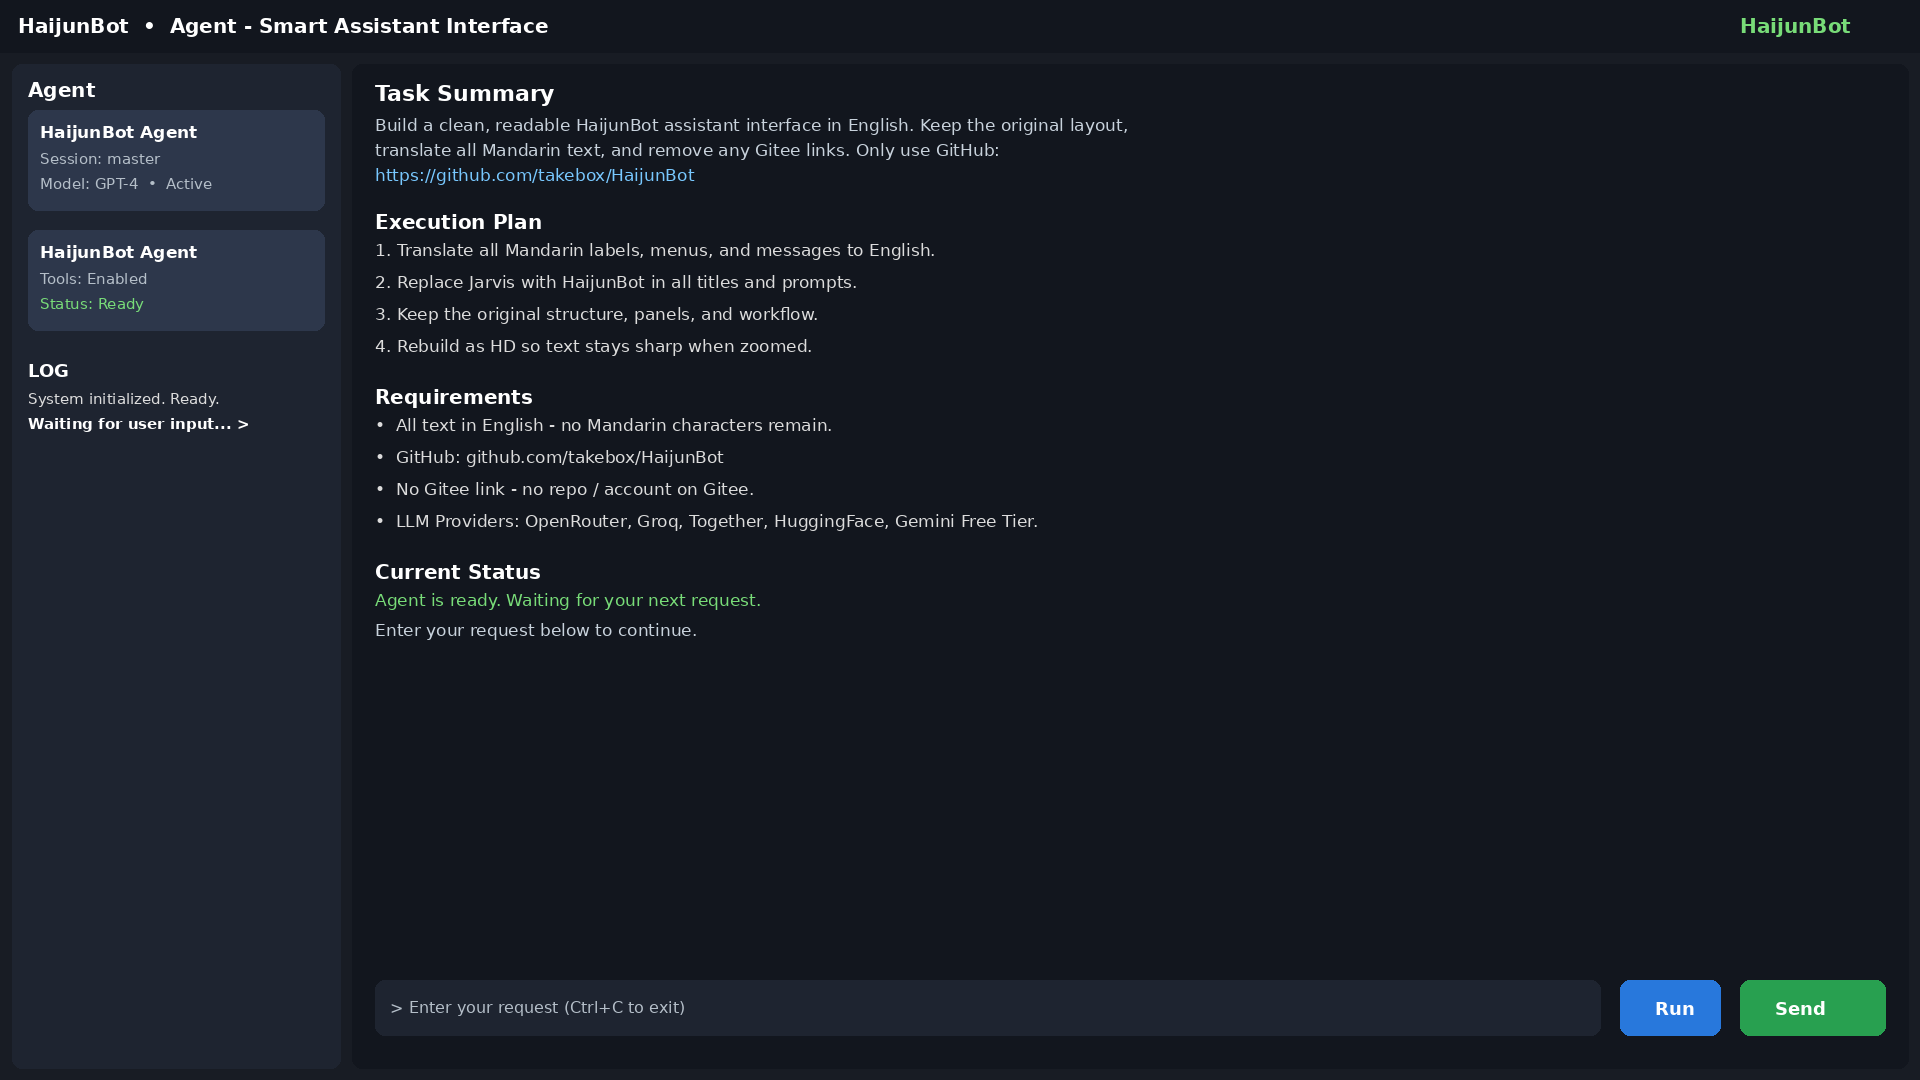 HaijunBot • Agent - Smart Assistant Interface
HaijunBot
Agent
HaijunBot Agent
Session: master
Model: GPT-4 • Active
HaijunBot Agent
Tools: Enabled
Status: Ready
LOG
System initialized. Ready.
Waiting for user input... >
Task Summary
Build a clean, readable HaijunBot assistant interface in English. Keep the original layout,
translate all Mandarin text, and remove any Gitee links. Only use GitHub:
https://github.com/takebox/HaijunBot
Execution Plan
1. Translate all Mandarin labels, menus, and messages to English.
2. Replace Jarvis with HaijunBot in all titles and prompts.
3. Keep the original structure, panels, and workflow.
4. Rebuild as HD so text stays sharp when zoomed.
Requirements
• All text in English - no Mandarin characters remain.
• GitHub: github.com/takebox/HaijunBot
• No Gitee link - no repo / account on Gitee.
• LLM Providers: OpenRouter, Groq, Together, HuggingFace, Gemini Free Tier.
Current Status
Agent is ready. Waiting for your next request.
Enter your request below to continue.
> Enter your request (Ctrl+C to exit)
Run
Send